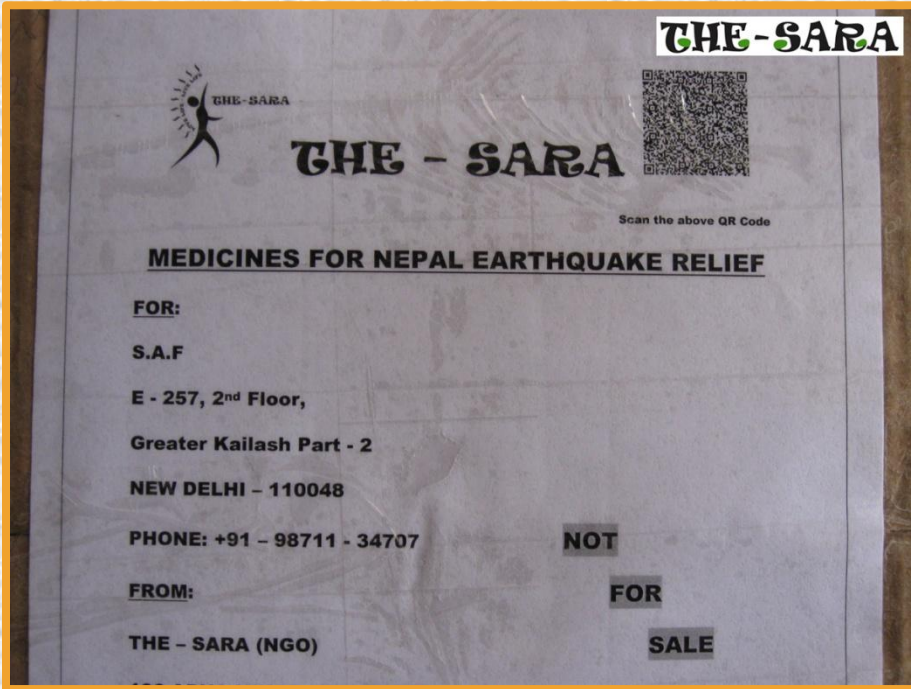 THE-SARA
THE-SARA
THE - SARA
Scan the above QR Code
MEDICINES FOR NEPAL EARTHQUAKE RELIEF
FOR:
S.A.F
E - 257, 2nd Floor,
Greater Kailash Part - 2
NEW DELHI – 110048
PHONE: +91 – 98711 - 34707 NOT
FROM: FOR
THE – SARA (NGO) SALE